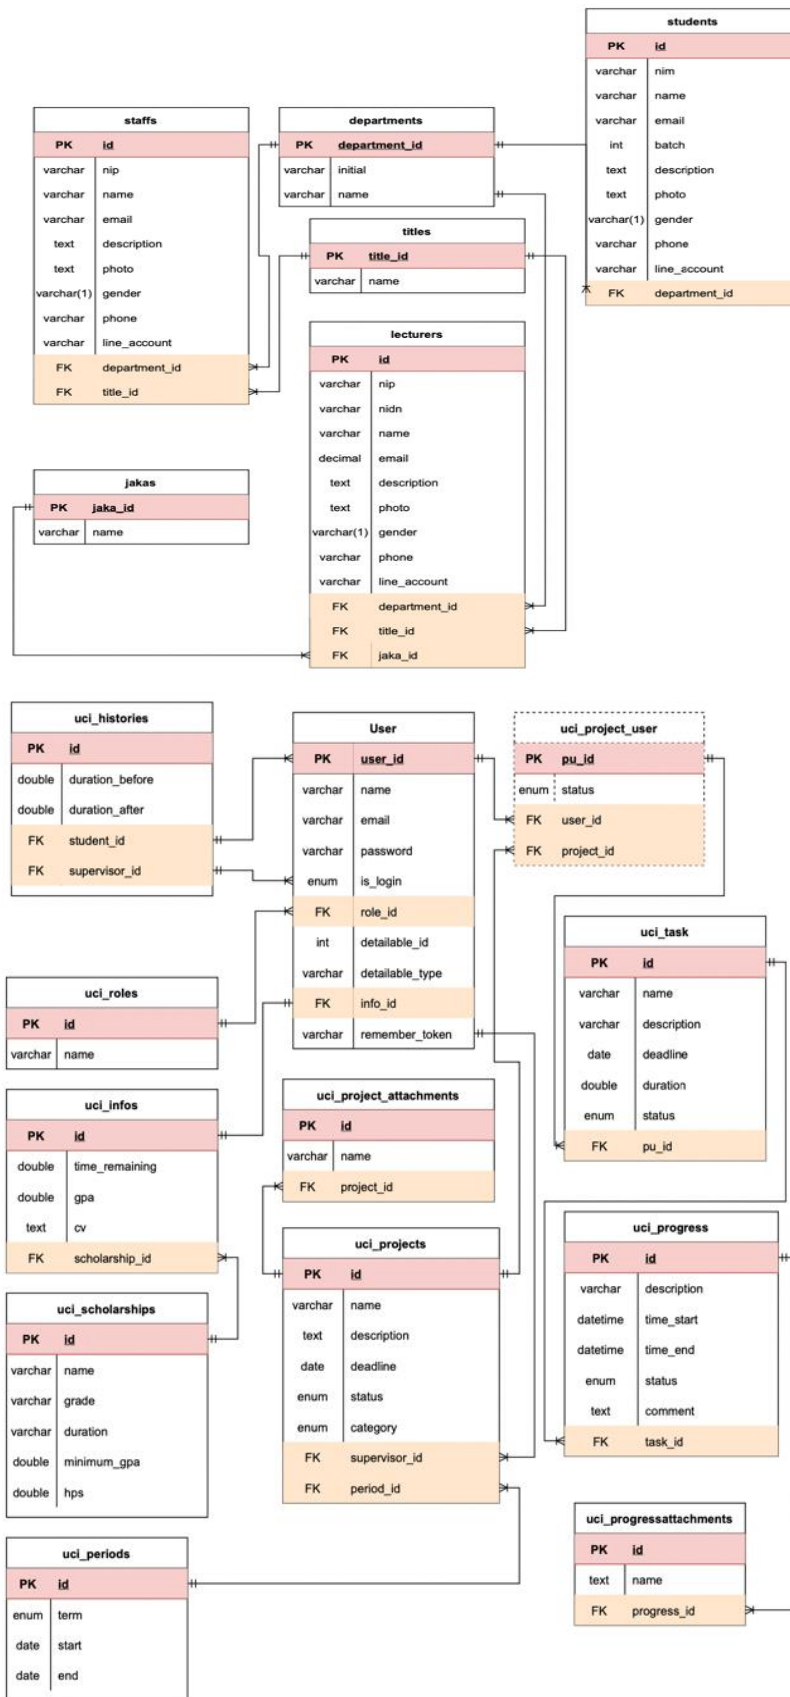 students
PK id
varchar nim
varchar name
varchar email
int batch
text description
text photo
varchar(1) gender
varchar phone
varchar line_account
FK department_id
staffs
PK id
varchar nip
varchar name
varchar email
text description
text photo
varchar(1) gender
varchar phone
varchar line_account
FK department_id
FK title_id
departments
PK department_id
varchar initial
varchar name
titles
PK title_id
varchar name
lecturers
PK id
varchar nip
varchar nidn
varchar name
decimal email
text description
text photo
varchar(1) gender
varchar phone
varchar line_account
FK department_id
FK title_id
FK jaka_id
jakas
PK jaka_id
varchar name
uci_histories
PK id
double duration_before
double duration_after
FK student_id
FK supervisor_id
User
PK user_id
varchar name
varchar email
varchar password
enum is_login
FK role_id
int detailable_id
varchar detailable_type
FK info_id
varchar remember_token
uci_project_user
PK pu_id
enum status
FK user_id
FK project_id
uci_task
PK id
varchar name
varchar description
date deadline
double duration
enum status
FK pu_id
uci_roles
PK id
varchar name
uci_infos
PK id
double time_remaining
double gpa
text cv
FK scholarship_id
uci_project_attachments
PK id
varchar name
FK project_id
uci_projects
PK id
varchar name
text description
date deadline
enum status
enum category
FK supervisor_id
FK period_id
uci_progress
PK id
varchar description
datetime time_start
datetime time_end
enum status
text comment
FK task_id
uci_scholarships
PK id
varchar name
varchar grade
varchar duration
double minimum_gpa
double hps
uci_progressattachments
PK id
text name
FK progress_id
uci_periods
PK id
enum term
date start
date end